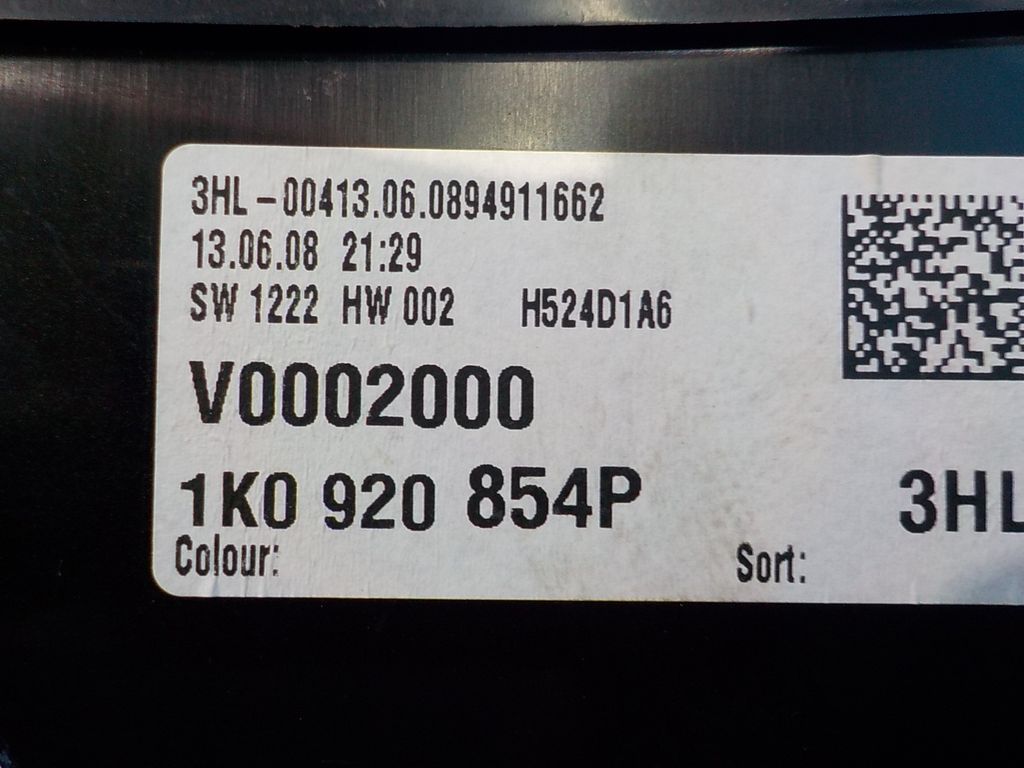 3HL-00413.06.0894911662
13.06.08 21:29
SW 1222 HW 002 H524D1A6
V0002000
1K0 920 854P 3HL
Colour: Sort: